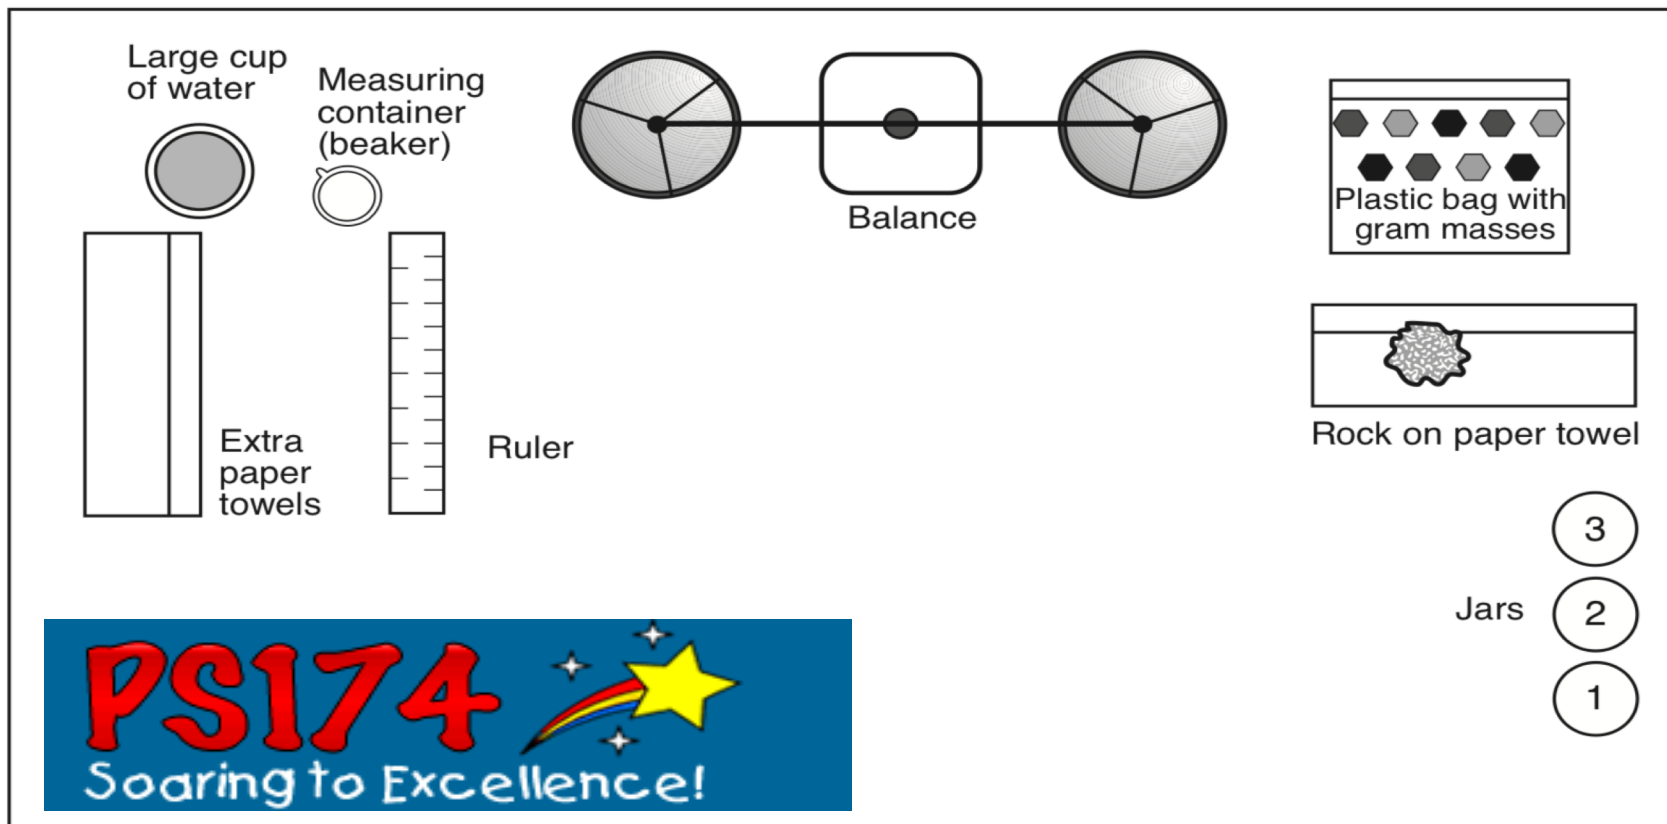 Large cup
of water
Measuring
container
(beaker)
Balance
Plastic bag with
gram masses
Extra
paper
towels
Ruler
Rock on paper towel
3
Jars
2
1
PS174
Soaring to Excellence!